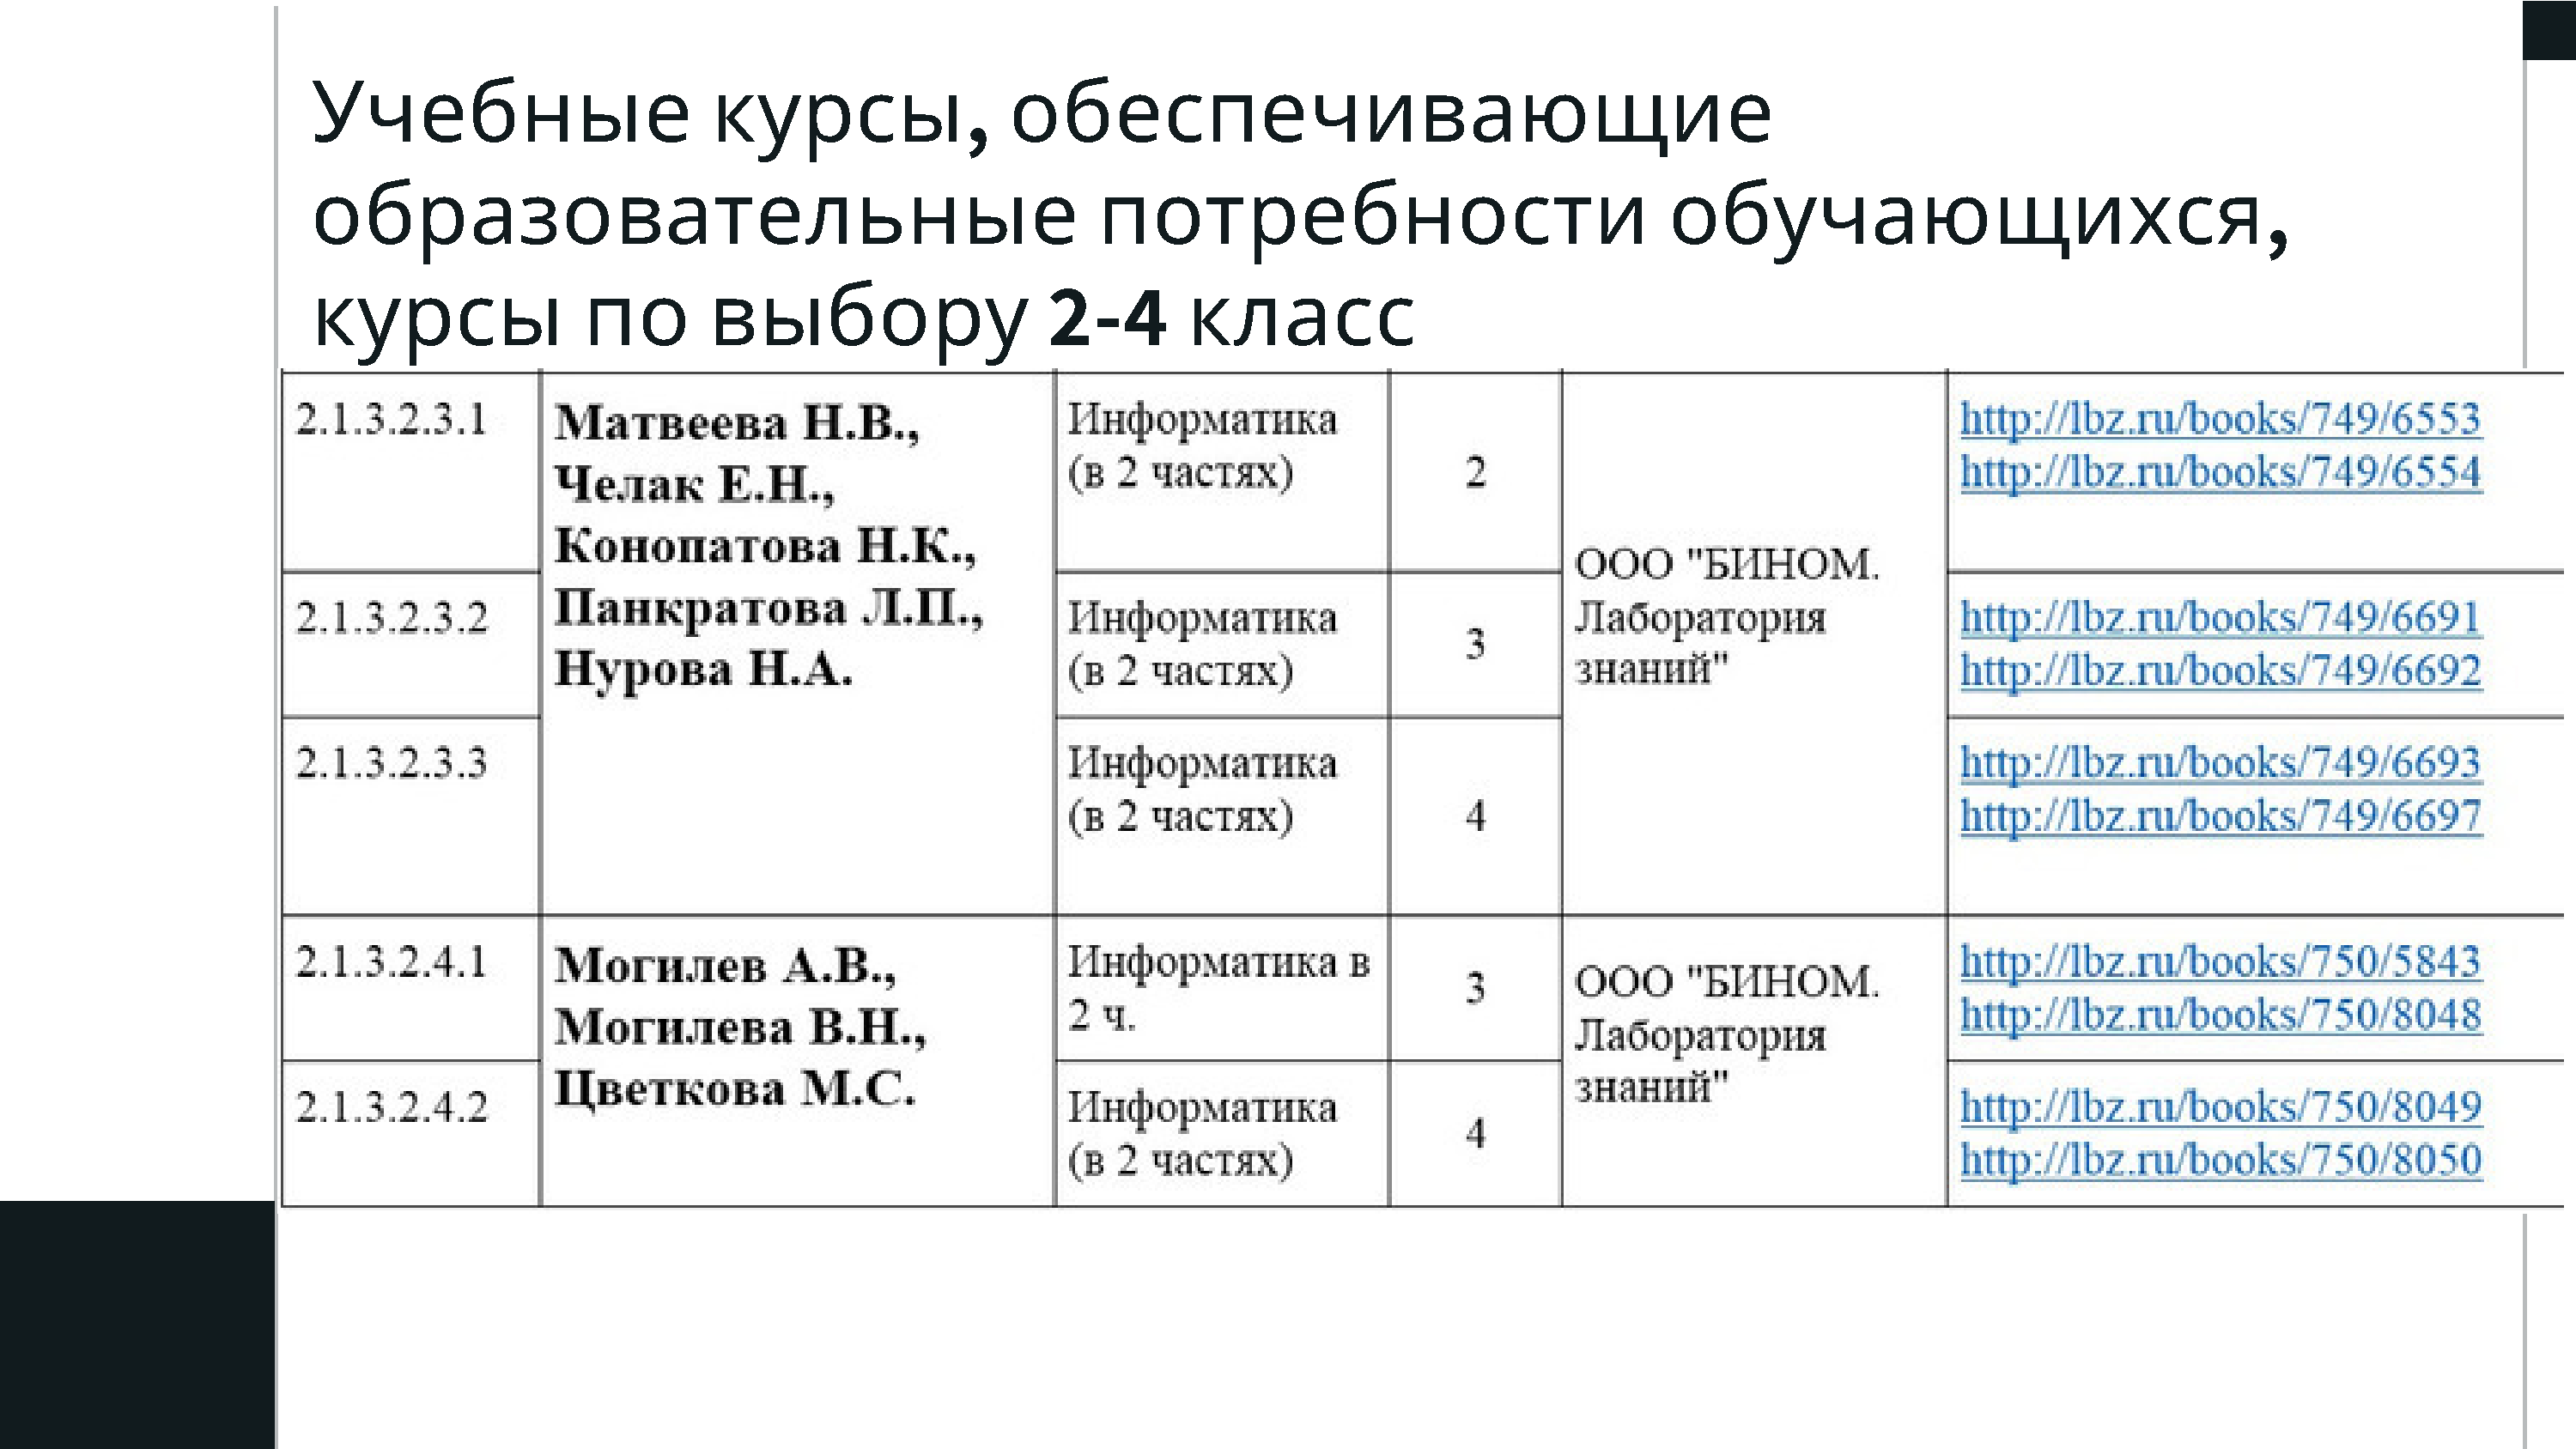 Учебные курсы, обеспечивающие
образовательные потребности обучающихся,
курсы по выбору 2-4 класс
2.1.3.2.3.1
Матвеева Н.В.,
Челак Е.Н.,
Конопатова Н.К.,
Панкратова Л.П.,
Нурова Н.А.
Информатика
(в 2 частях)
2
ООО "БИНОМ.
Лаборатория
знаний"
http://lbz.ru/books/749/6553
http://lbz.ru/books/749/6554
2.1.3.2.3.2
Информатика
(в 2 частях)
3
http://lbz.ru/books/749/6691
http://lbz.ru/books/749/6692
2.1.3.2.3.3
Информатика
(в 2 частях)
4
http://lbz.ru/books/749/6693
http://lbz.ru/books/749/6697
2.1.3.2.4.1
Могилев А.В.,
Могилева В.Н.,
Цветкова М.С.
Информатика в
2 ч.
3
ООО "БИНОМ.
Лаборатория
знаний"
http://lbz.ru/books/750/5843
http://lbz.ru/books/750/8048
2.1.3.2.4.2
Информатика
(в 2 частях)
4
http://lbz.ru/books/750/8049
http://lbz.ru/books/750/8050